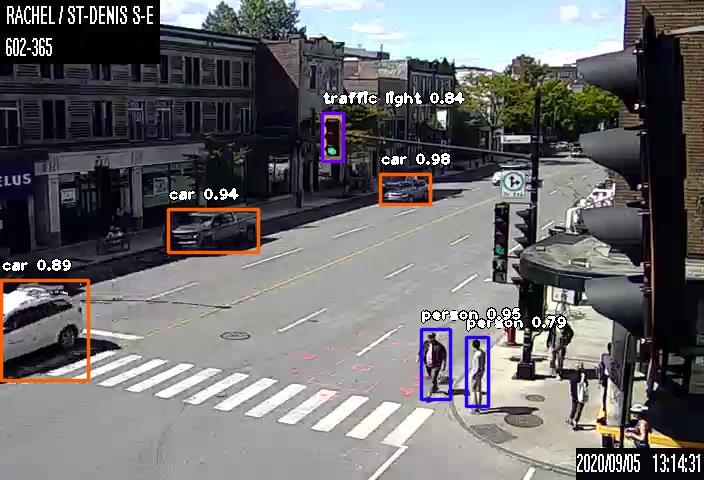 RACHEL / ST-DENIS S-E
602-365
traffic light 0.84
car 0.98
car 0.94
ELUS
car 0.89
person 0.95
person 0.79
2020/09/05 13:14:31